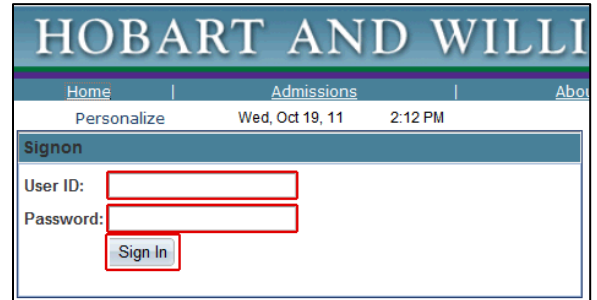 HOBART AND WILLI
Home | Admissions | Abou
Personalize Wed, Oct 19, 11 2:12 PM
Signon
User ID:
Password:
Sign In